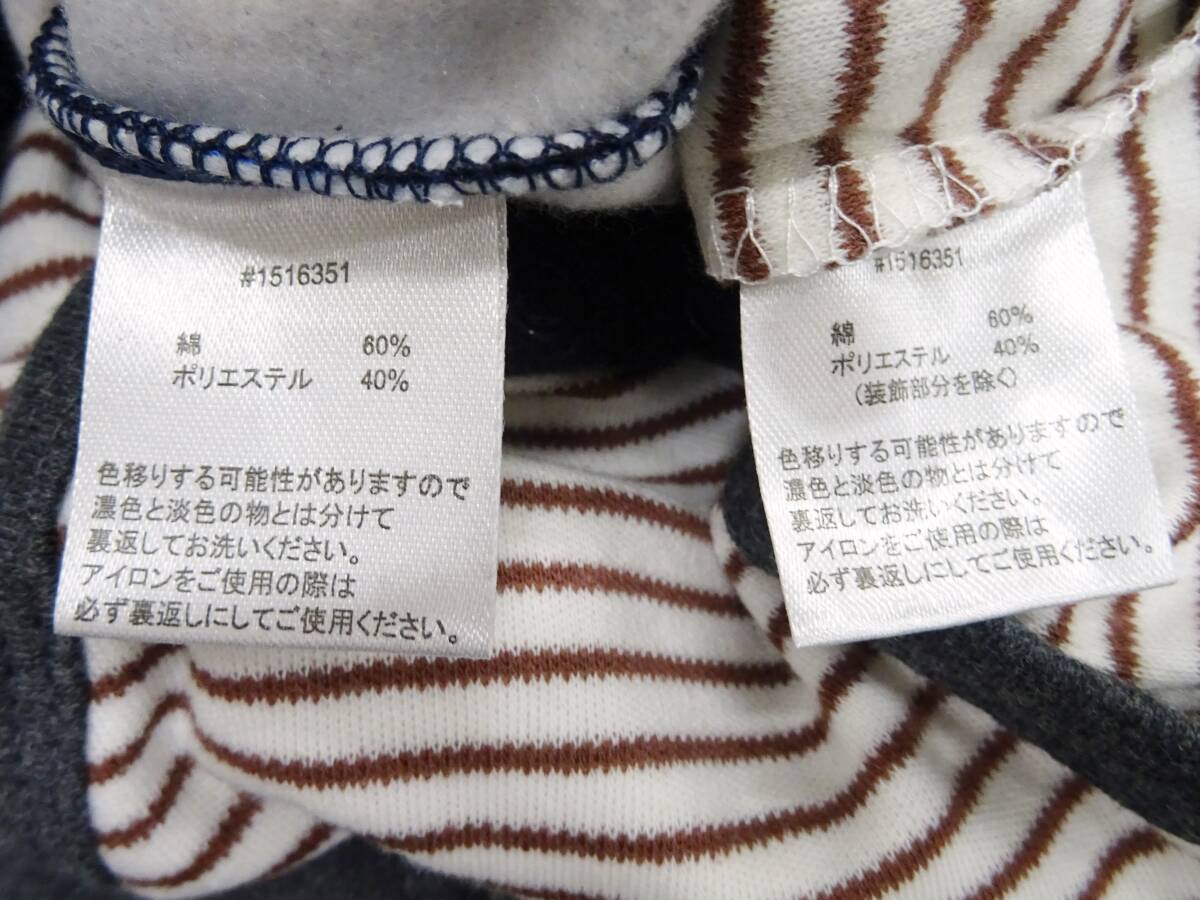 #1516351
綿 60%
ポリエステル 40%
色移りする可能性がありますので
濃色と淡色の物とは分けて
裏返してお洗いください。
アイロンをご使用の際は
必ず裏返しにしてご使用ください。
#1516351
綿 60%
ポリエステル 40%
(装飾部分を除く)
色移りする可能性がありますので
濃色と淡色の物とは分けて
裏返してお洗いください。
アイロンをご使用の際は
必ず裏返しにしてご使用ください。